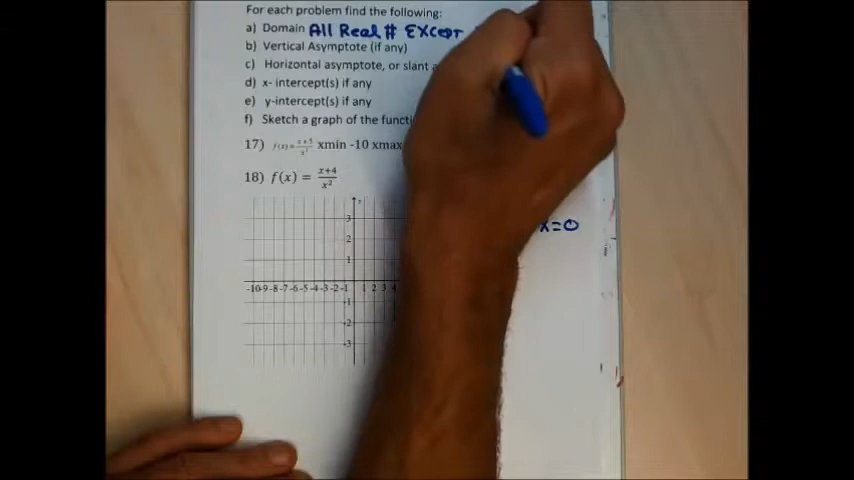 For each problem find the following:
a) Domain All Real # EXCEPT
b) Vertical Asymptote (if any)
c) Horizontal asymptote, or slant
d) x- intercept(s) if any
e) y-intercept(s) if any
f) Sketch a graph of the
17) xmin -10 xmax
18) f(x) = x+4/x²
x=0
3
2
1
-10-9-8-7-6-5-4-3-2-1 1 2 3 4
-1
-2
-3